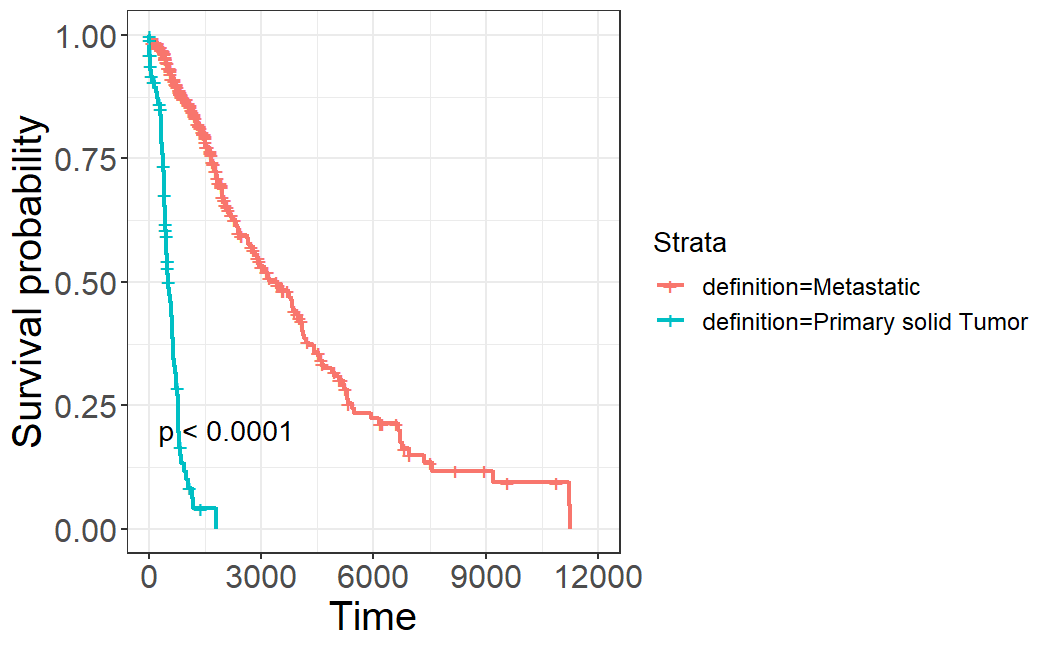 1.00
0.75
0.50
0.25
0.00
Survival probability
p < 0.0001
0 3000 6000 9000 12000
Time
Strata
definition=Metastatic
definition=Primary solid Tumor